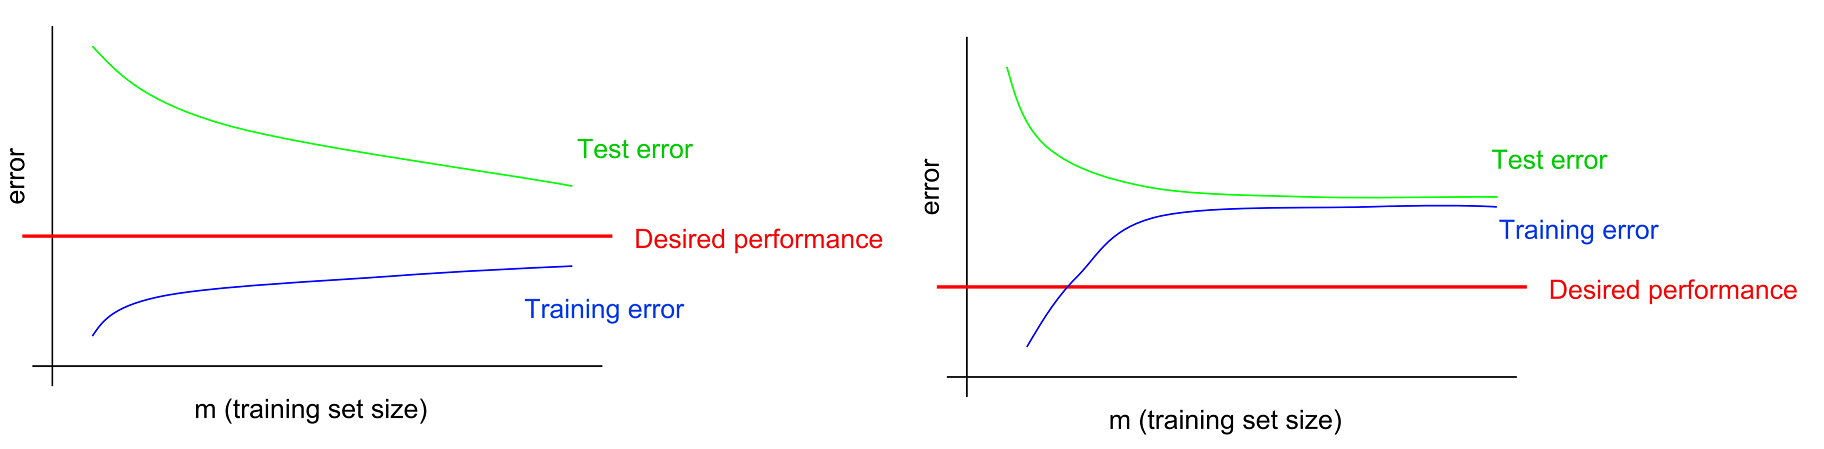 error
Test error
Desired performance
Training error
m (training set size)
error
Test error
Training error
Desired performance
m (training set size)